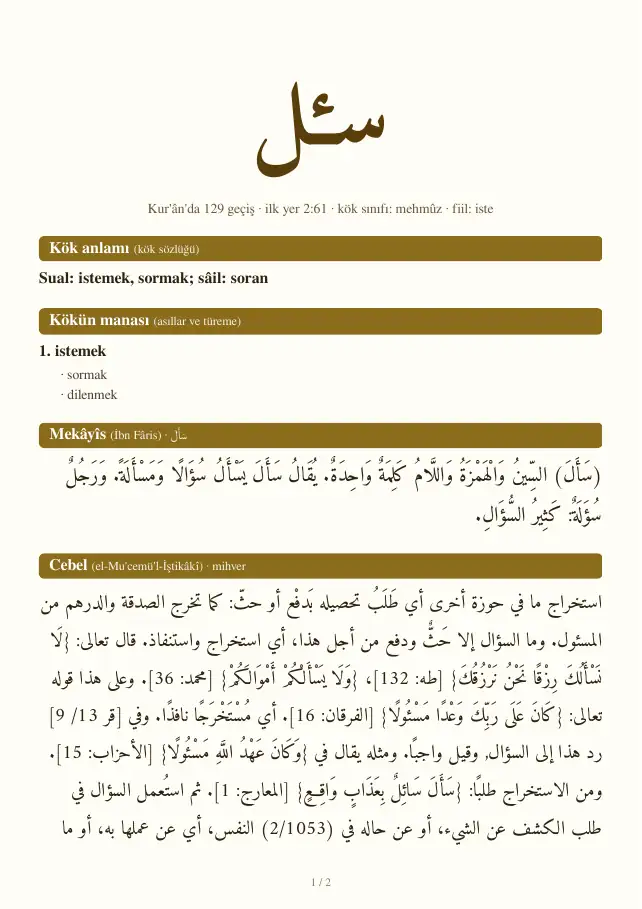 سئل
Kur'ân'da 129 geçiş · ilk yer 2:61 · kök sınıfı: mehmûz · fiil: iste
Kök anlamı (kök sözlüğü)
Sual: istemek, sormak; sâil: soran
Kökün manası (asıllar ve türeme)
1. istemek
· sormak
· dilenmek
Mekâyîs (İbn Fâris) · سأل
(سَأَلَ) السِّينُ وَالْهَمْزَةُ وَاللَّامُ كَلِمَةٌ وَاحِدَةٌ. يُقَالُ سَأَلَ يَسْأَلُ سُؤَالًا وَمَسْأَلَةً. وَرَجُلٌ
سُؤَلَةٌ: كَثِيرُ السُّؤَالِ.
Cebel (el-Mu'cemü'l-İştikâkî) · mihver
استخراج ما في حوزة أخرى أي طَلَبُ تحصيله بَدفْع أو حثّ: كما تخرج الصدقة والدرهم من
المسئول. وما السؤال إلا حَثٌّ ودفع من أجل هذا، أي استخراج واستنفاذ. قال تعالى: {لَا
نَسْأَلُكَ رِزْقًا نَحْنُ نَرْزُقُكَ} [طه: 132]، {وَلَا يَسْأَلْكُمْ أَمْوَالَكُمْ} [محمد: 36]. وعلى هذا قوله
تعالى: {كَانَ عَلَى رَبِّكَ وَعْدًا مَسْئُولًا} [الفرقان: 16]. أي مُسْتَخْرَجًا نافذًا. وفي [قر 13/ 9]
رد هذا إلى السؤال, وقيل واجبًا. ومثله يقال في {وَكَانَ عَهْدُ اللَّهِ مَسْئُولًا} [الأحزاب: 15].
ومن الاستخراج طلبًا: {سَأَلَ سَائِلٌ بِعَذَابٍ وَاقِعٍ} [المعارج: 1]. ثم استُعمل السؤال في
طلب الكشف عن الشيء، أو عن حاله في (2/1053) النفس، أي عن عملها به، أو ما
1 / 2